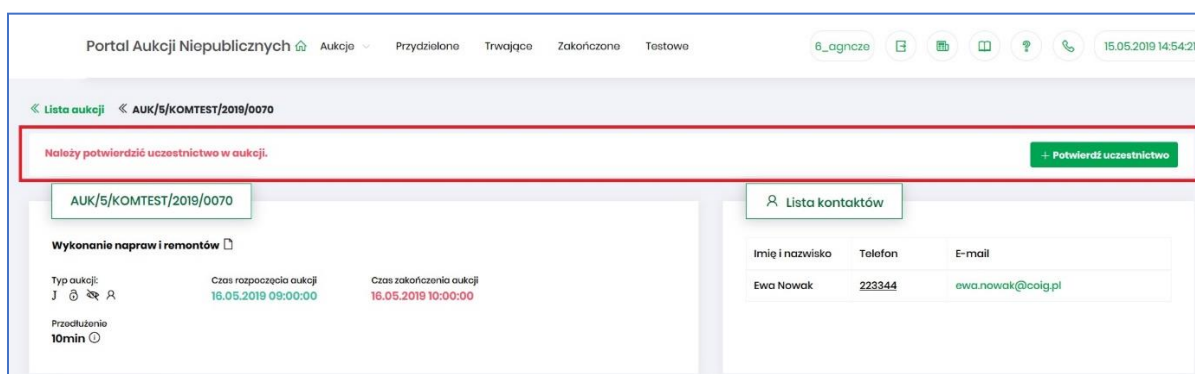 Portal Aukcji Niepublicznych Aukcje Przydzielone Trwające Zakończone Testowe 6_agncze 15.05.2019 14:54:21
Lista aukcji AUK/5/KOMTEST/2019/0070
Należy potwierdzić uczestnictwo w aukcji. + Potwierdź uczestnictwo
AUK/5/KOMTEST/2019/0070
Wykonanie napraw i remontów
Typ aukcji: Czas rozpoczęcia aukcji Czas zakończenia aukcji
J 16.05.2019 09:00:00 16.05.2019 10:00:00
Przedłużenie
10min
Lista kontaktów
Imię i nazwisko Telefon E-mail
Ewa Nowak 223344 ewa.nowak@coig.pl